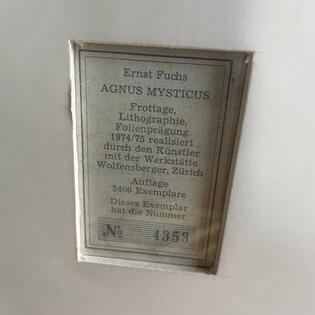 Ernst Fuchs
AGNUS MYSTICUS
Frottage,
Lithographie,
Folienprägung
1974/75 realisiert
durch den Künstler
mit der Werkstätte
Wolfensberger, Zürich
Auflage
5400 Exemplare
Dieses Exemplar
hat die Nummer
№ 4353